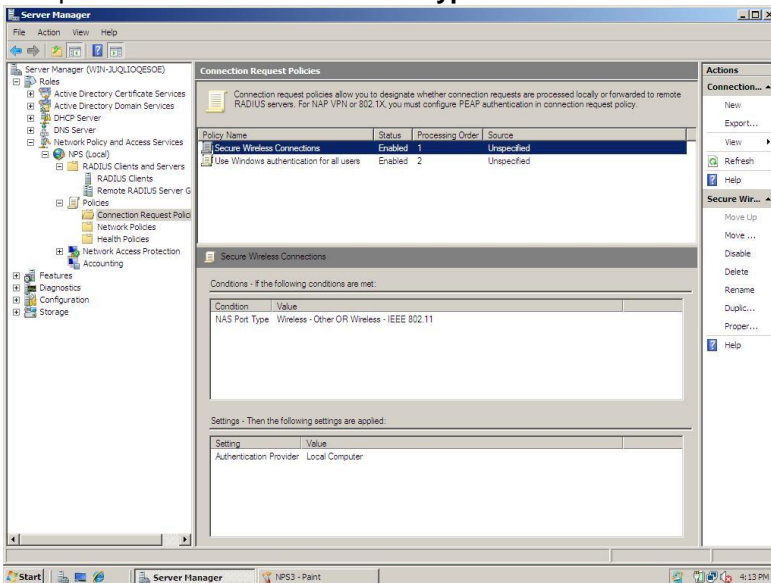 Server Manager
File Action View Help
Server Manager (WIN-JUQLIOQESOE)
Roles
Active Directory Certificate Services
Active Directory Domain Services
DHCP Server
DNS Server
Network Policy and Access Services
NPS (Local)
RADIUS Clients and Servers
RADIUS Clients
Remote RADIUS Server G
Policies
Connection Request Polici
Network Policies
Health Policies
Network Access Protection
Accounting
Features
Diagnostics
Configuration
Storage
Connection Request Policies
Connection request policies allow you to designate whether connection requests are processed locally or forwarded to remote
RADIUS servers. For NAP VPN or 802.1X, you must configure PEAP authentication in connection request policy.
Policy Name Status Processing Order Source
Secure Wireless Connections Enabled 1 Unspecified
Use Windows authentication for all users Enabled 2 Unspecified
Secure Wireless Connections
Conditions - If the following conditions are met:
Condition Value
NAS Port Type Wireless - Other OR Wireless - IEEE 802.11
Settings - Then the following settings are applied:
Setting Value
Authentication Provider Local Computer
Actions
Connection...
New
Export...
View
Refresh
Help
Secure Wir...
Move Up
Move ...
Disable
Delete
Rename
Duplic...
Proper...
Help
Start Server Manager NPS3 - Paint 4:13 PM